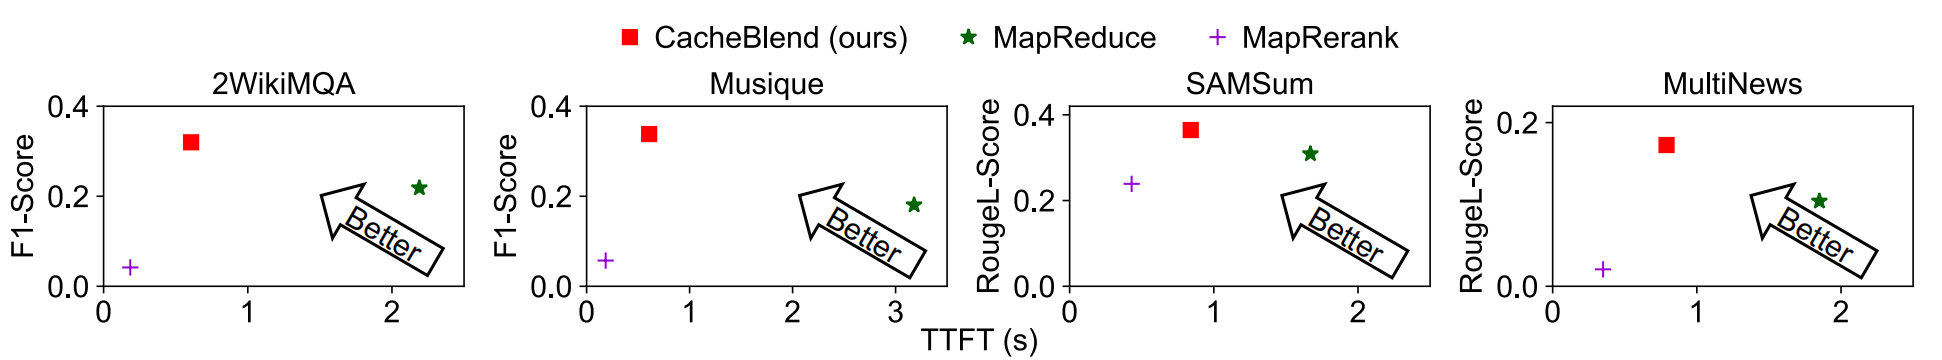 CacheBlend (ours) MapReduce MapRerank
2WikiMQA
F1-Score
0.4
0.2
0.0
0 1 2
Better
Musique
F1-Score
0.4
0.2
0.0
0 1 2 3
Better
SAMSum
RougeL-Score
0.4
0.2
0.0
0 1 2
Better
MultiNews
RougeL-Score
0.2
0.0
0 1 2
Better
TTFT (s)